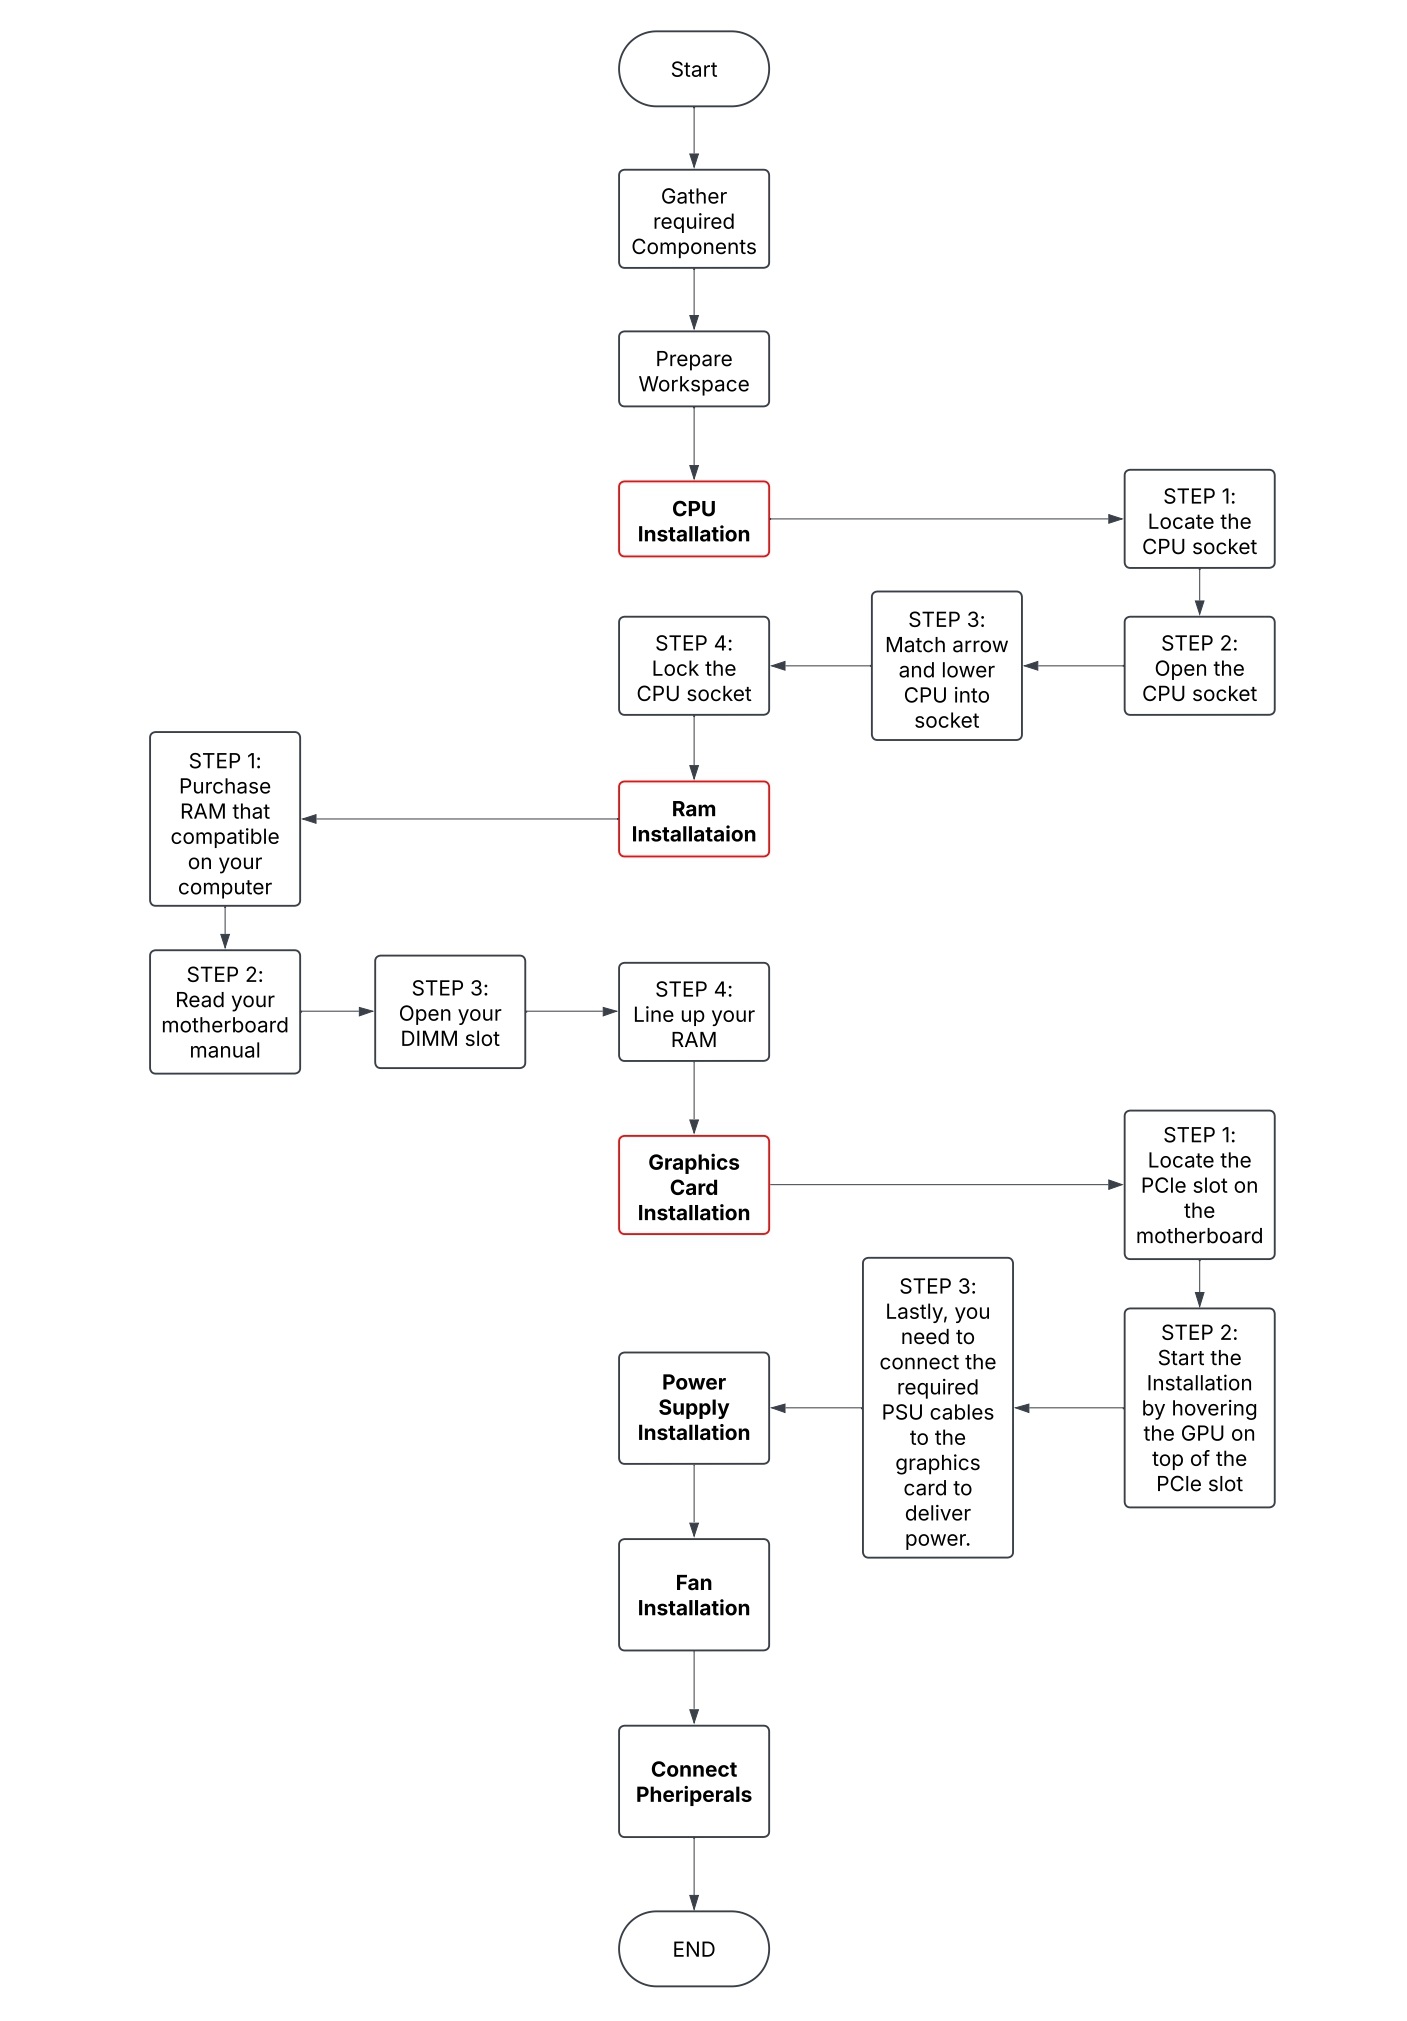 Start
Gather
required
Components
Prepare
Workspace
CPU
Installation
STEP 1:
Locate the
CPU socket
STEP 2:
Open the
CPU socket
STEP 3:
Match arrow
and lower
CPU into
socket
STEP 4:
Lock the
CPU socket
Ram
Installataion
STEP 1:
Purchase
RAM that
compatible
on your
computer
STEP 2:
Read your
motherboard
manual
STEP 3:
Open your
DIMM slot
STEP 4:
Line up your
RAM
Graphics
Card
Installation
STEP 1:
Locate the
PCIe slot on
the
motherboard
STEP 2:
Start the
Installation
by hovering
the GPU on
top of the
PCIe slot
STEP 3:
Lastly, you
need to
connect the
required
PSU cables
to the
graphics
card to
deliver
power.
Power
Supply
Installation
Fan
Installation
Connect
Pheriperals
END